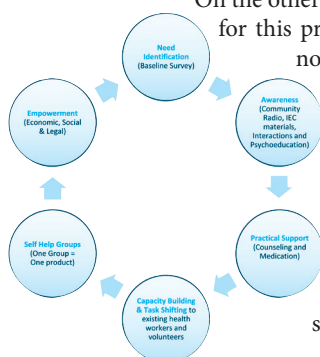 On the other
for this pr
no
Need
Identification
(Baseline Survey)
Awareness
(Community
Radio, IEC
materials,
Interactions and
Psychoeducation)
Practical Support
(Counseling and
Medication)
Capacity Building
& Task Shifting to
existing health
workers and
volunteers
Self Help Groups
(One Group =
One product)
Empowerment
(Economic, Social
& Legal)
s